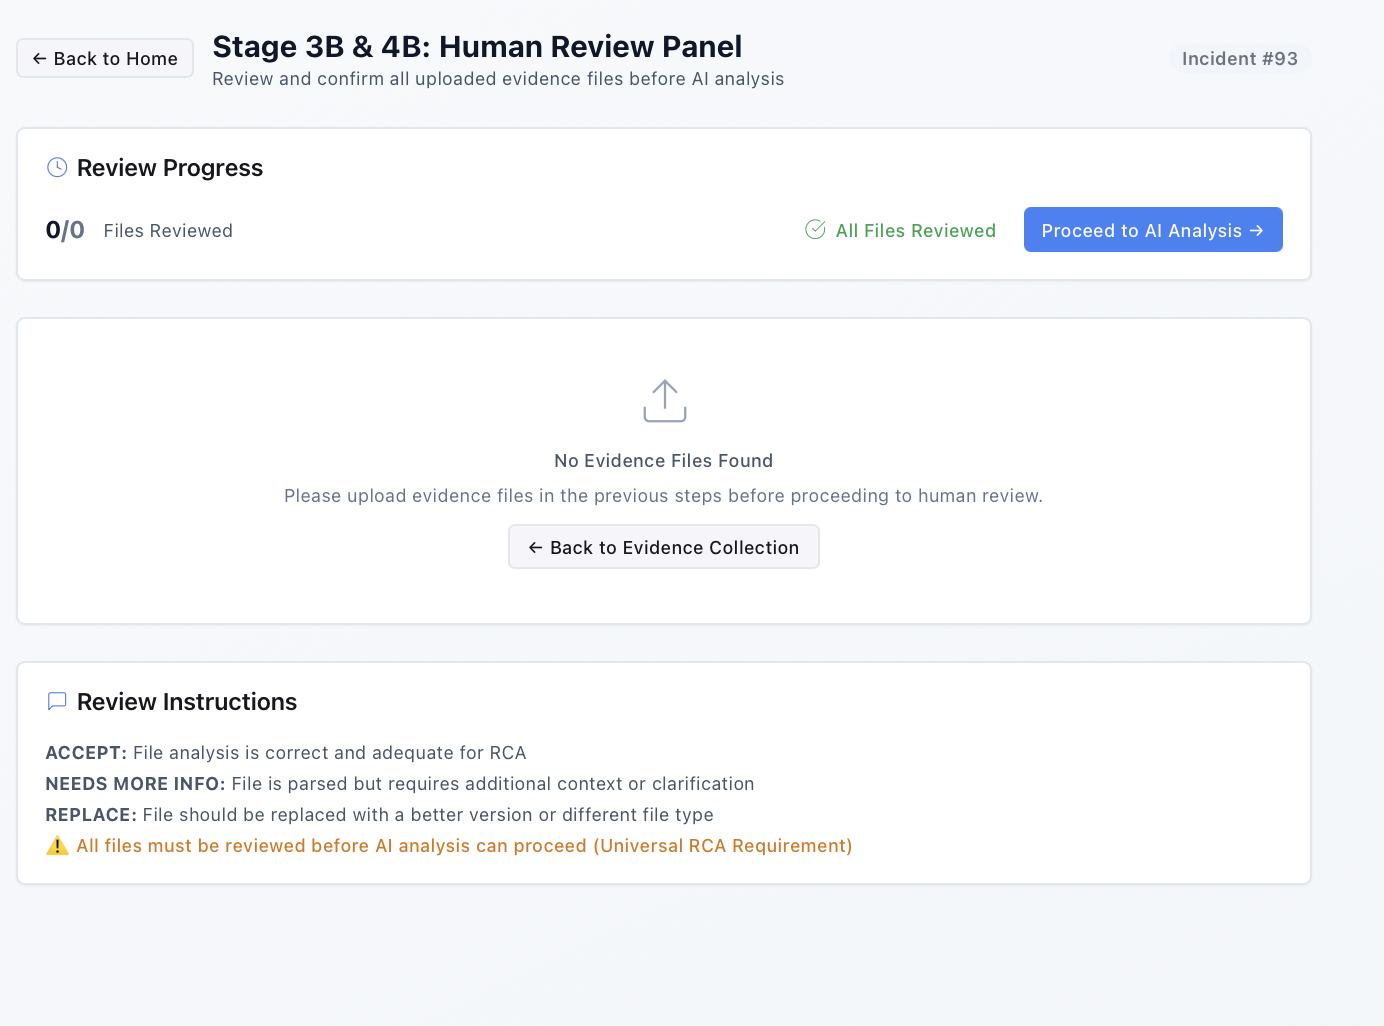 ← Back to Home
Stage 3B & 4B: Human Review Panel
Review and confirm all uploaded evidence files before AI analysis
Incident #93
Review Progress
0/0 Files Reviewed
All Files Reviewed
Proceed to AI Analysis →
No Evidence Files Found
Please upload evidence files in the previous steps before proceeding to human review.
← Back to Evidence Collection
Review Instructions
ACCEPT: File analysis is correct and adequate for RCA
NEEDS MORE INFO: File is parsed but requires additional context or clarification
REPLACE: File should be replaced with a better version or different file type
⚠️ All files must be reviewed before AI analysis can proceed (Universal RCA Requirement)